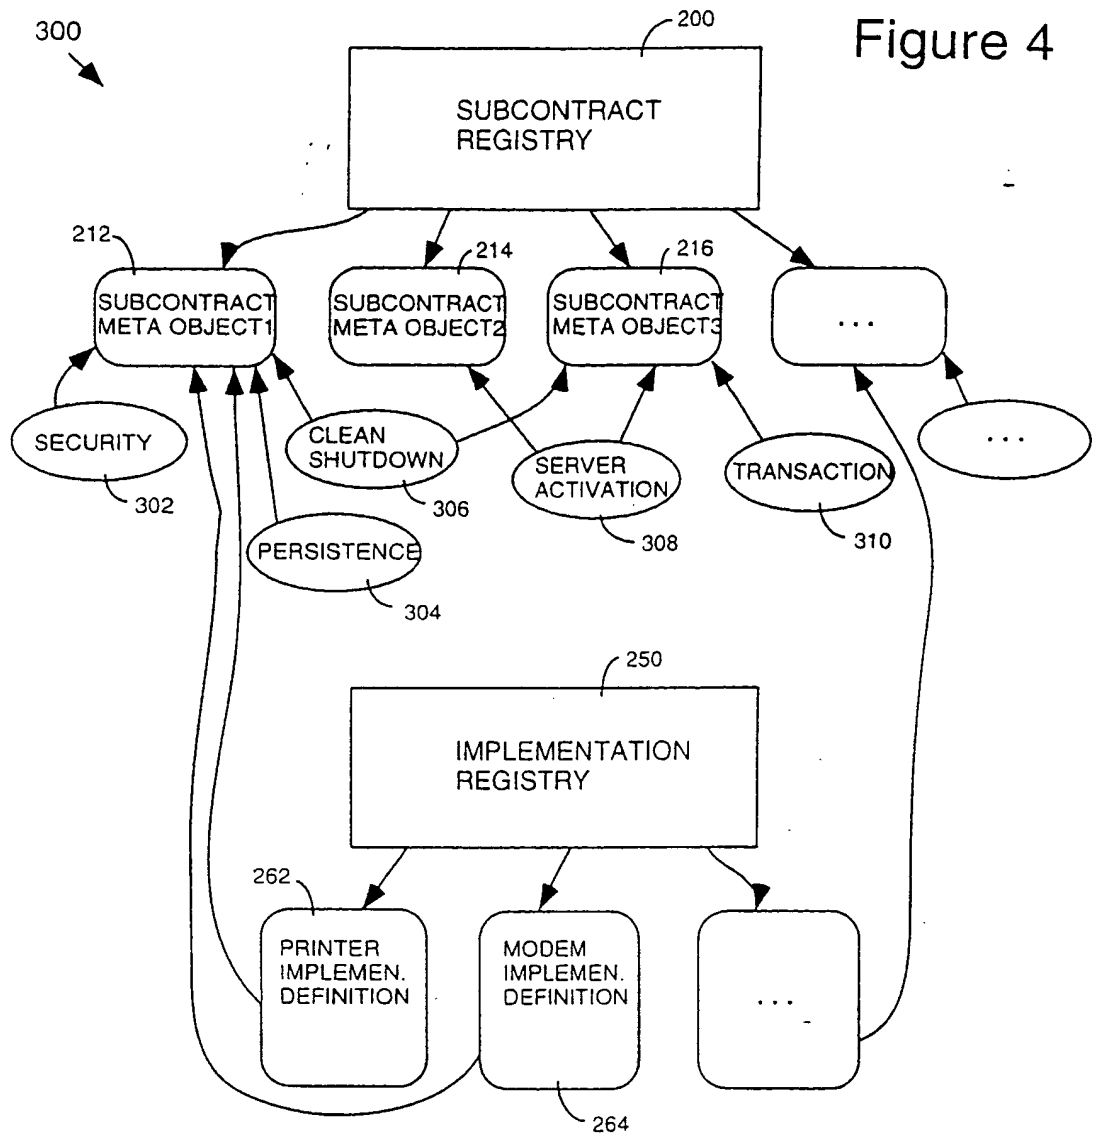 300
200
Figure 4
SUBCONTRACT
REGISTRY
212
214
216
SUBCONTRACT
META OBJECT1
SUBCONTRACT
META OBJECT2
SUBCONTRACT
META OBJECT3
...
SECURITY
302
CLEAN
SHUTDOWN
306
SERVER
ACTIVATION
308
TRANSACTION
310
...
PERSISTENCE
304
250
IMPLEMENTATION
REGISTRY
262
PRINTER
IMPLEMEN.
DEFINITION
MODEM
IMPLEMEN.
DEFINITION
...
264